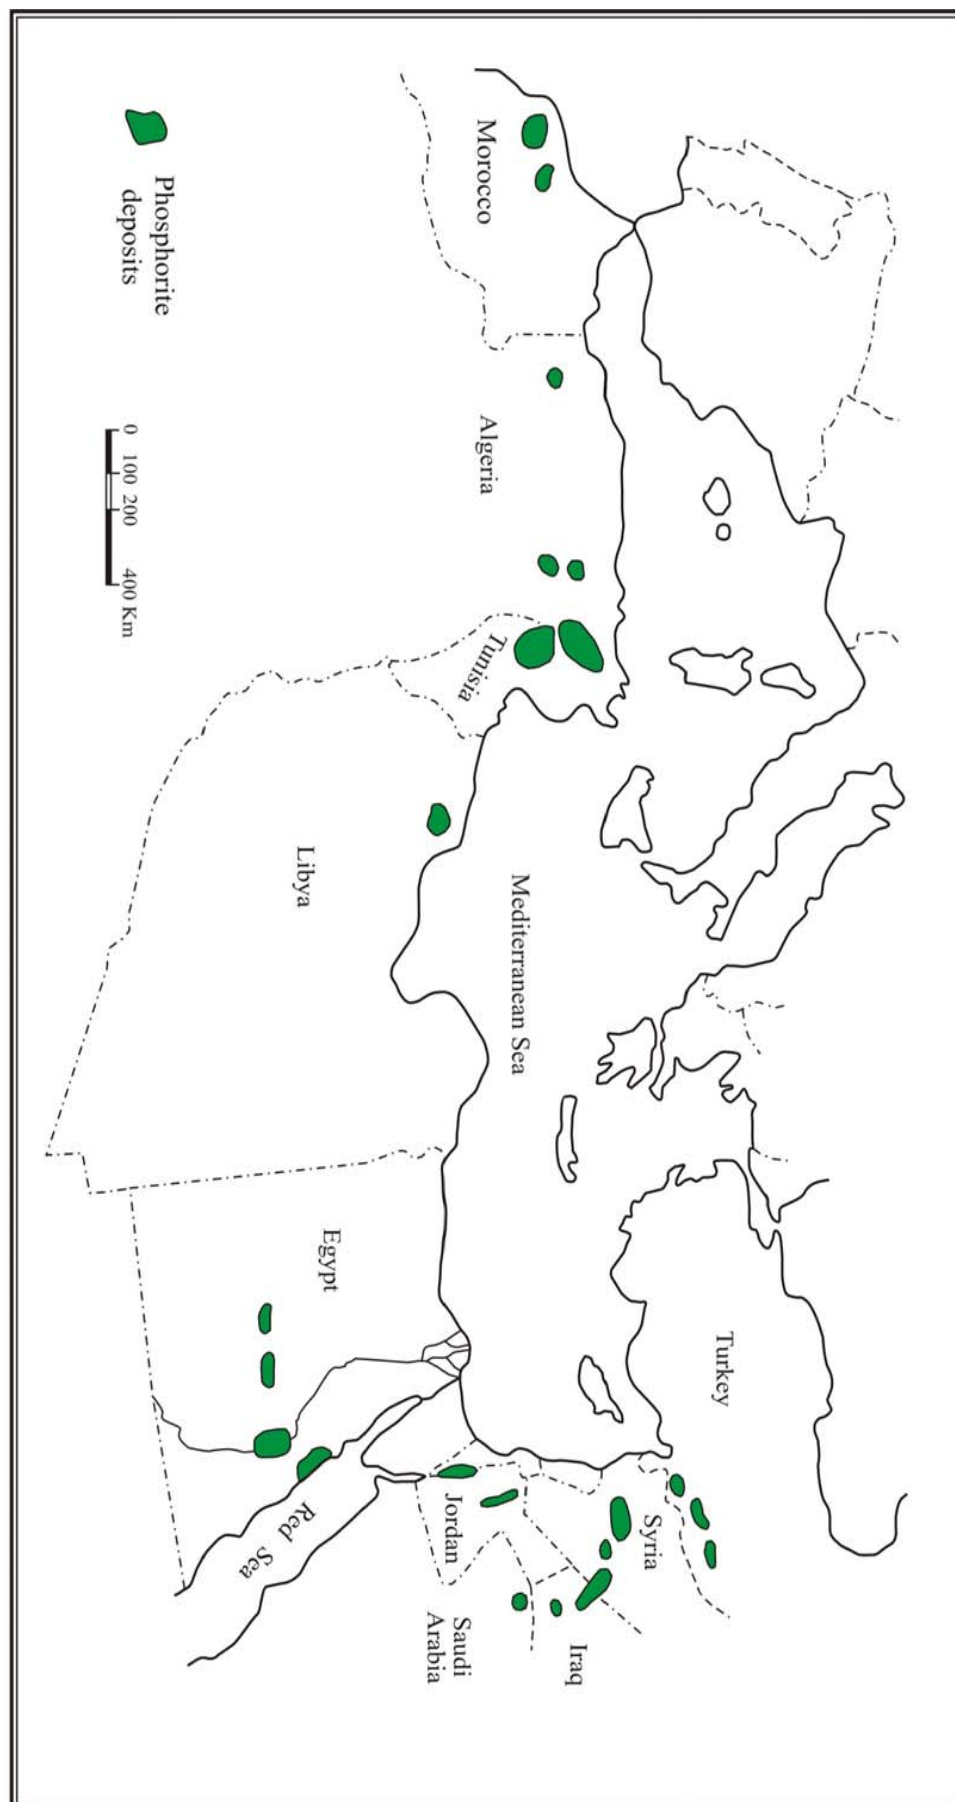 Morocco
Algeria
Tunisia
Libya
Egypt
Mediterranean Sea
Turkey
Syria
Jordan
Iraq
Saudi
Arabia
Red Sea
Phosphorite
deposits
0 100 200 400 Km